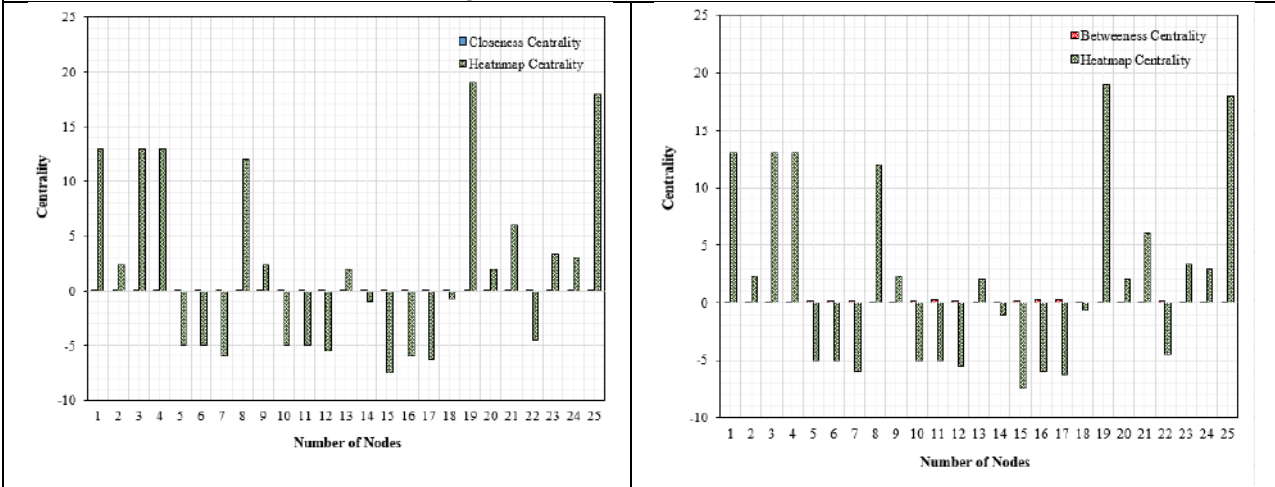 25
20
15
10
5
0
-5
-10
Centrality
Closeness Centrality
Heatmmap Centrality
1 2 3 4 5 6 7 8 9 10 11 12 13 14 15 16 17 18 19 20 21 22 23 24 25
Number of Nodes
25
20
15
10
5
0
-5
-10
Centrality
Betweeness Centrality
Heatmap Centrality
1 2 3 4 5 6 7 8 9 10 11 12 13 14 15 16 17 18 19 20 21 22 23 24 25
Number of Nodes